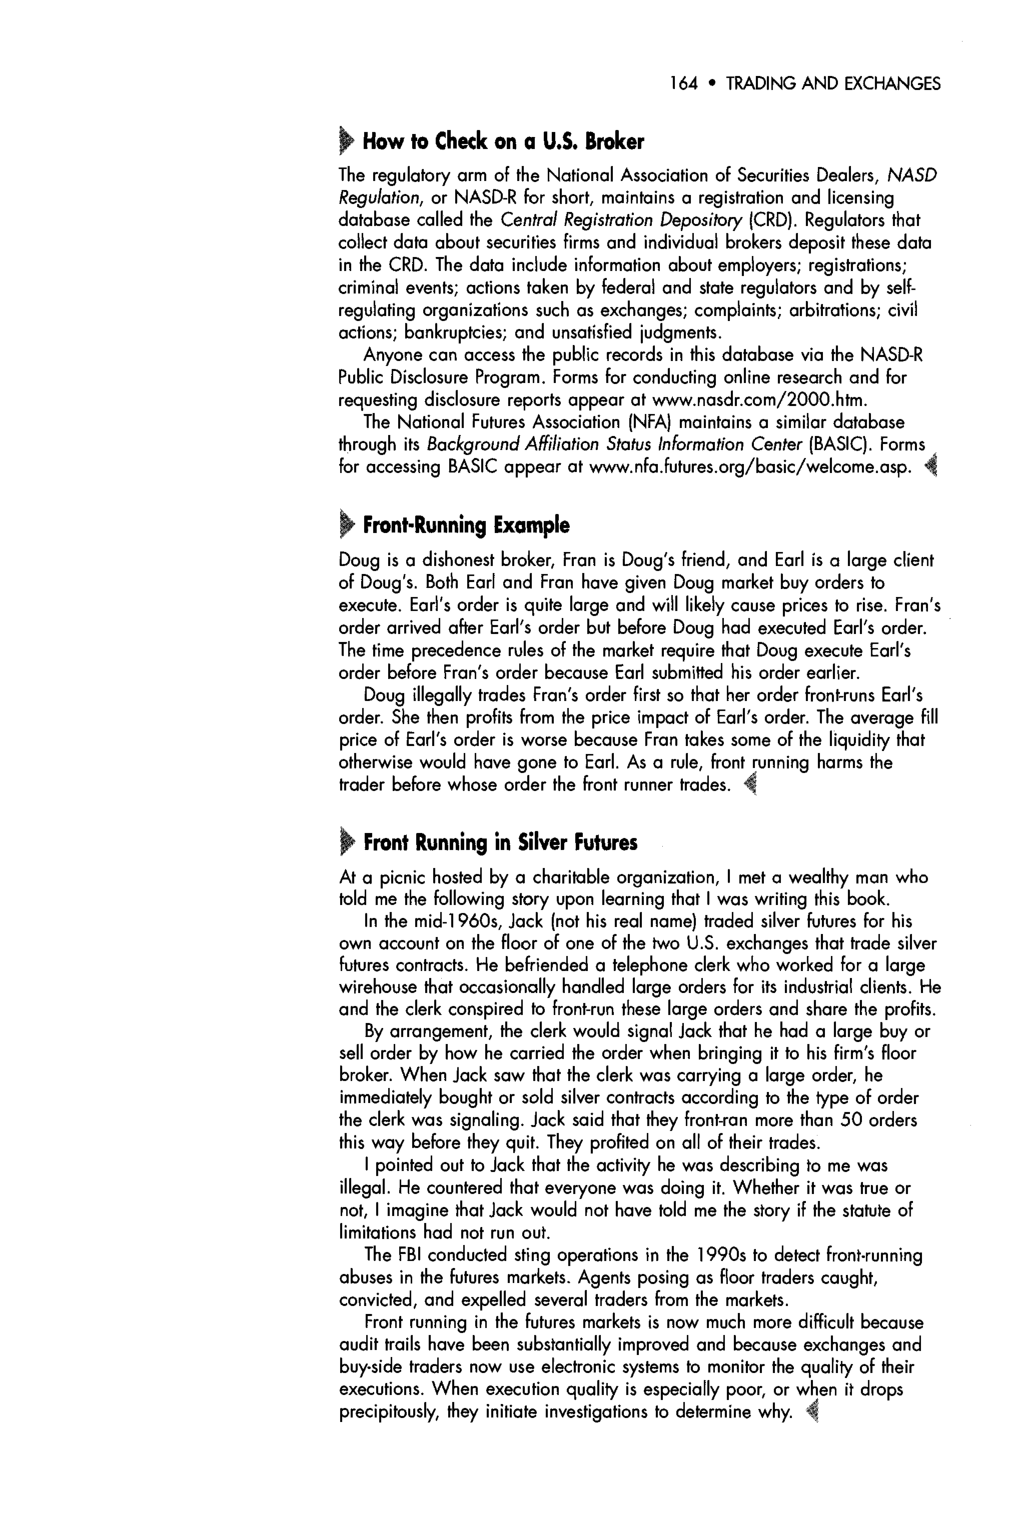 164 • TRADING AND EXCHANGES
How to Check on a U.S. Broker
The regulatory arm of the National Association of Securities Dealers, NASD
Regulation, or NASD-R for short, maintains a registration and licensing
database called the Central Registration Depository (CRD). Regulators that
collect data about securities firms and individual brokers deposit these data
in the CRD. The data include information about employers; registrations;
criminal events; actions taken by federal and state regulators and by self-
regulating organizations such as exchanges; complaints; arbitrations; civil
actions; bankruptcies; and unsatisfied judgments.
Anyone can access the public records in this database via the NASD-R
Public Disclosure Program. Forms for conducting online research and for
requesting disclosure reports appear at www.nasdr.com/2000.htm.
The National Futures Association (NFA) maintains a similar database
through its Background Affiliation Status Information Center (BASIC). Forms
for accessing BASIC appear at www.nfa.futures.org/basic/welcome.asp.
Front-Running Example
Doug is a dishonest broker, Fran is Doug's friend, and Earl is a large client
of Doug's. Both Earl and Fran have given Doug market buy orders to
execute. Earl's order is quite large and will likely cause prices to rise. Fran's
order arrived after Earl's order but before Doug had executed Earl's order.
The time precedence rules of the market require that Doug execute Earl's
order before Fran's order because Earl submitted his order earlier.
Doug illegally trades Fran's order first so that her order front-runs Earl's
order. She then profits from the price impact of Earl's order. The average fill
price of Earl's order is worse because Fran takes some of the liquidity that
otherwise would have gone to Earl. As a rule, front running harms the
trader before whose order the front runner trades.
Front Running in Silver Futures
At a picnic hosted by a charitable organization, I met a wealthy man who
told me the following story upon learning that I was writing this book.
In the mid-1960s, Jack (not his real name) traded silver futures for his
own account on the floor of one of the two U.S. exchanges that trade silver
futures contracts. He befriended a telephone clerk who worked for a large
wirehouse that occasionally handled large orders for its industrial clients. He
and the clerk conspired to front-run these large orders and share the profits.
By arrangement, the clerk would signal Jack that he had a large buy or
sell order by how he carried the order when bringing it to his firm's floor
broker. When Jack saw that the clerk was carrying a large order, he
immediately bought or sold silver contracts according to the type of order
the clerk was signaling. Jack said that they front-ran more than 50 orders
this way before they quit. They profited on all of their trades.
I pointed out to Jack that the activity he was describing to me was
illegal. He countered that everyone was doing it. Whether it was true or
not, I imagine that Jack would not have told me the story if the statute of
limitations had not run out.
The FBI conducted sting operations in the 1990s to detect front-running
abuses in the futures markets. Agents posing as floor traders caught,
convicted, and expelled several traders from the markets.
Front running in the futures markets is now much more difficult because
audit trails have been substantially improved and because exchanges and
buy-side traders now use electronic systems to monitor the quality of their
executions. When execution quality is especially poor, or when it drops
precipitously, they initiate investigations to determine why.